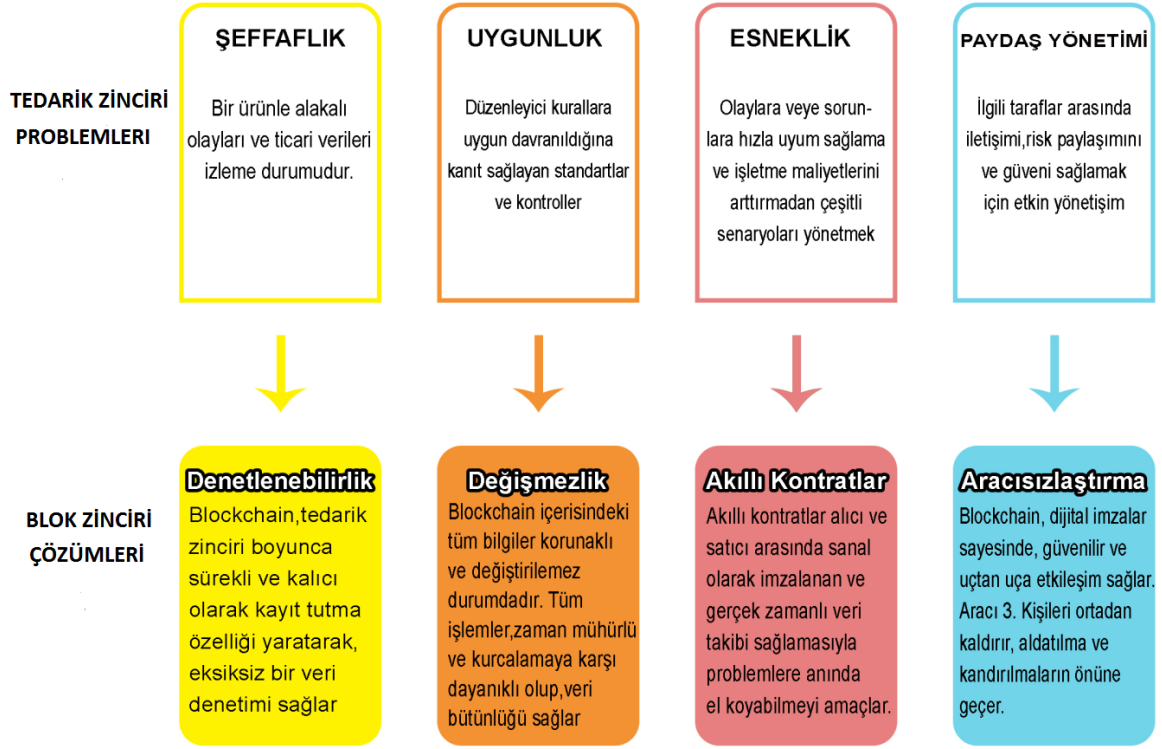 TEDARİK ZİNCİRİ
PROBLEMLERI
ŞEFFAFLIK
Bir ürünle alakalı
olayları ve ticari verileri
izleme durumudur.
UYGUNLUK
Düzenleyici kurallara
uygun davranıldığına
kanıt sağlayan standartlar
ve kontroller
ESNEKLİK
Olaylara veye sorun-
lara hızla uyum sağlama
ve işletme maliyetlerini
arttırmadan çeşitli
senaryoları yönetmek
PAYDAŞ YÖNETİMİ
İlgili taraflar arasında
iletişimi,risk paylaşımını
ve güveni sağlamak
için etkin yönetişim
BLOK ZİNCİRİ
ÇÖZÜMLERİ
Denetlenebilirlik
Blockchain,tedarik
zinciri boyunca
sürekli ve kalıcı
olarak kayıt tutma
özelliği yaratarak,
eksiksiz bir veri
denetimi sağlar
Değişmezlik
Blockchain içerisindeki
tüm bilgiler korunaklı
ve değiştirilemez
durumdadır. Tüm
işlemler,zaman mühürlü
ve kurcalamaya karşı
dayanıklı olup,veri
bütünlüğü sağlar
Akıllı Kontratlar
Akıllı kontratlar alıcı ve
satıcı arasında sanal
olarak imzalanan ve
gerçek zamanlı veri
takibi sağlamasıyla
problemlere anında
el koyabilmeyi amaçlar.
Aracısızlaştırma
Blockchain, dijital imzalar
sayesinde, güvenilir ve
uçtan uça etkileşim sağlar.
Aracı 3. Kişileri ortadan
kaldırır, aldatılma ve
kandırılmaların önüne
geçer.